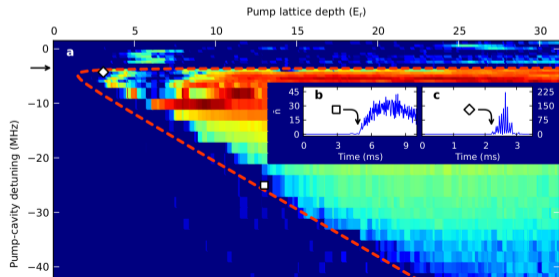 Pump lattice depth (E_r)
0 5 10 15 20 25 30
Pump-cavity detuning (MHz)
0
−10
−20
−30
−40
a
b
c
n̄
45
30
15
0
0 3 6 9
Time (ms)
225
150
75
0
0 1 2 3
Time (ms)